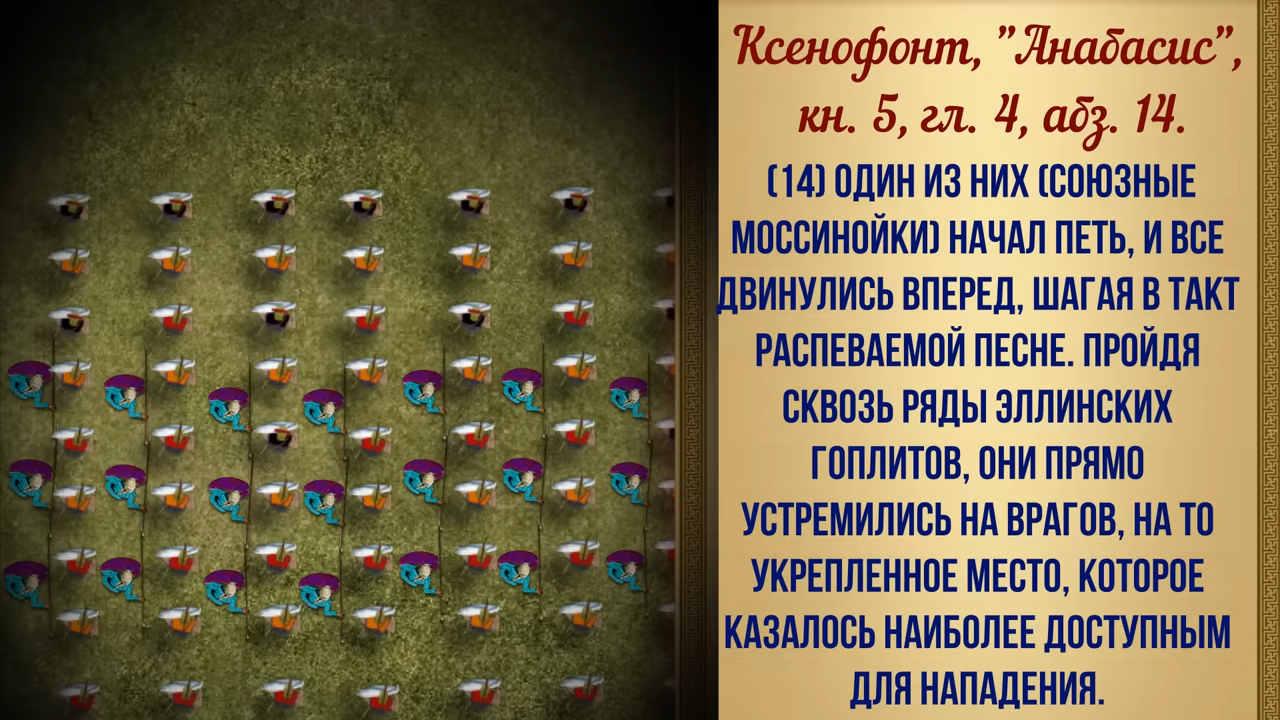 Ксенофонт, "Анабасис",
кн. 5, гл. 4, абз. 14.
(14) ОДИН ИЗ НИХ (СОЮЗНЫЕ
МОССИНОЙКИ) НАЧАЛ ПЕТЬ, И ВСЕ
ДВИНУЛИСЬ ВПЕРЕД, ШАГАЯ В ТАКТ
РАСПЕВАЕМОЙ ПЕСНЕ. ПРОЙДЯ
СКВОЗЬ РЯДЫ ЭЛЛИНСКИХ
ГОПЛИТОВ, ОНИ ПРЯМО
УСТРЕМИЛИСЬ НА ВРАГОВ, НА ТО
УКРЕПЛЕННОЕ МЕСТО, КОТОРОЕ
КАЗАЛОСЬ НАИБОЛЕЕ ДОСТУПНЫМ
ДЛЯ НАПАДЕНИЯ.